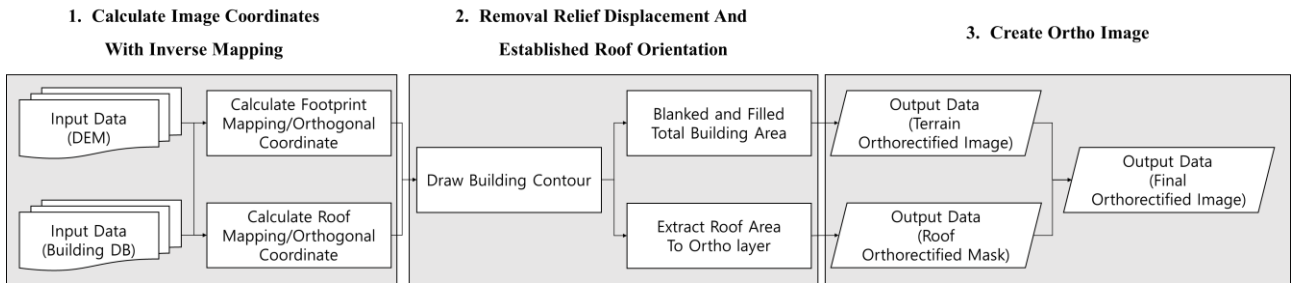 1. Calculate Image Coordinates
With Inverse Mapping
2. Removal Relief Displacement And
Established Roof Orientation
3. Create Ortho Image
Input Data
(DEM)
Calculate Footprint
Mapping/Orthogonal
Coordinate
Input Data
(Building DB)
Calculate Roof
Mapping/Orthogonal
Coordinate
Draw Building Contour
Blanked and Filled
Total Building Area
Extract Roof Area
To Ortho layer
Output Data
(Terrain
Orthorectified Image)
Output Data
(Roof
Orthorectified Mask)
Output Data
(Final
Orthorectified Image)